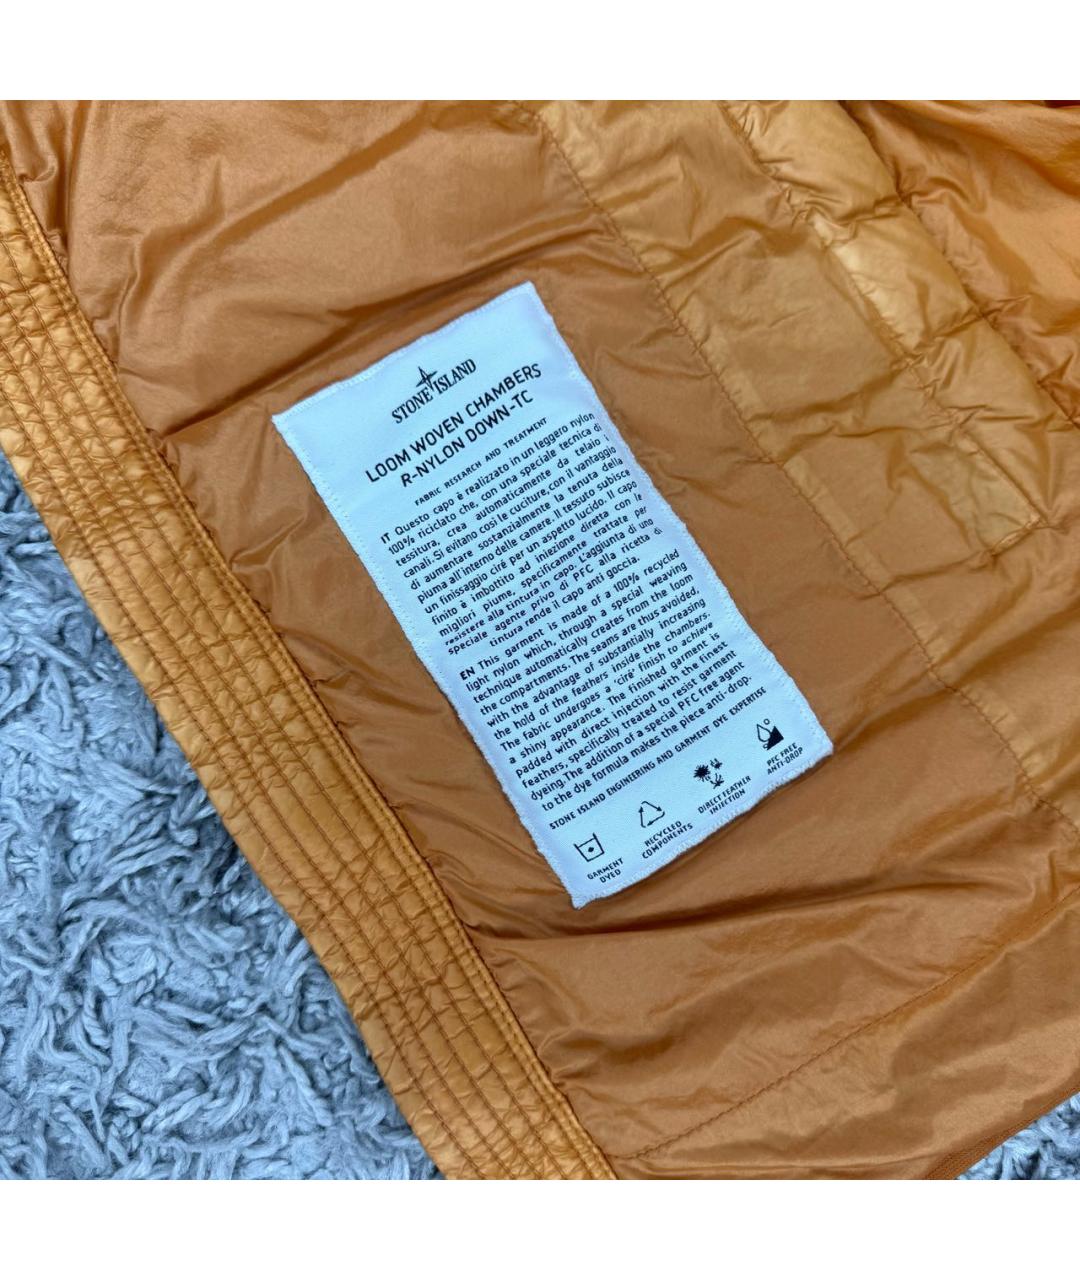 STONE ISLAND
LOOM WOVEN CHAMBERS
R-NYLON DOWN-TC
FABRIC RESEARCH AND TREATMENT
IT Questo capo è realizzato in un leggero nylon
100% riciclato che, con una speciale tecnica di
tessitura, crea automaticamente da telaio i
canali. Si evitano così le cuciture, con il vantaggio
di aumentare sostanzialmente la tenuta della
piuma all'interno delle camere. Il tessuto subisce
un finissaggio ciré per un aspetto lucido. Il capo
finito è imbottito ad iniezione diretta con le
migliori piume, specificamente trattate per
resistere alla tintura in capo. L'aggiunta di uno
speciale agente privo di PFC alla ricetta di
tintura rende il capo anti goccia.
EN This garment is made of a 100% recycled
light nylon which, through a special weaving
technique automatically creates from the loom
the compartments. The seams are thus avoided,
with the advantage of substantially increasing
the hold of the feathers inside the chambers.
The fabric undergoes a 'ciré' finish to achieve
a shiny appearance. The finished garment is
padded with direct injection with the finest
feathers, specifically treated to resist garment
dyeing. The addition of a special PFC free agent
to the dye formula makes the piece anti-drop.
STONE ISLAND ENGINEERING AND GARMENT DYE EXPERTISE
GARMENT
DYED
RECYCLED
COMPONENTS
DIRECT FEATHER
INJECTION
PFC FREE
ANTI-DROP